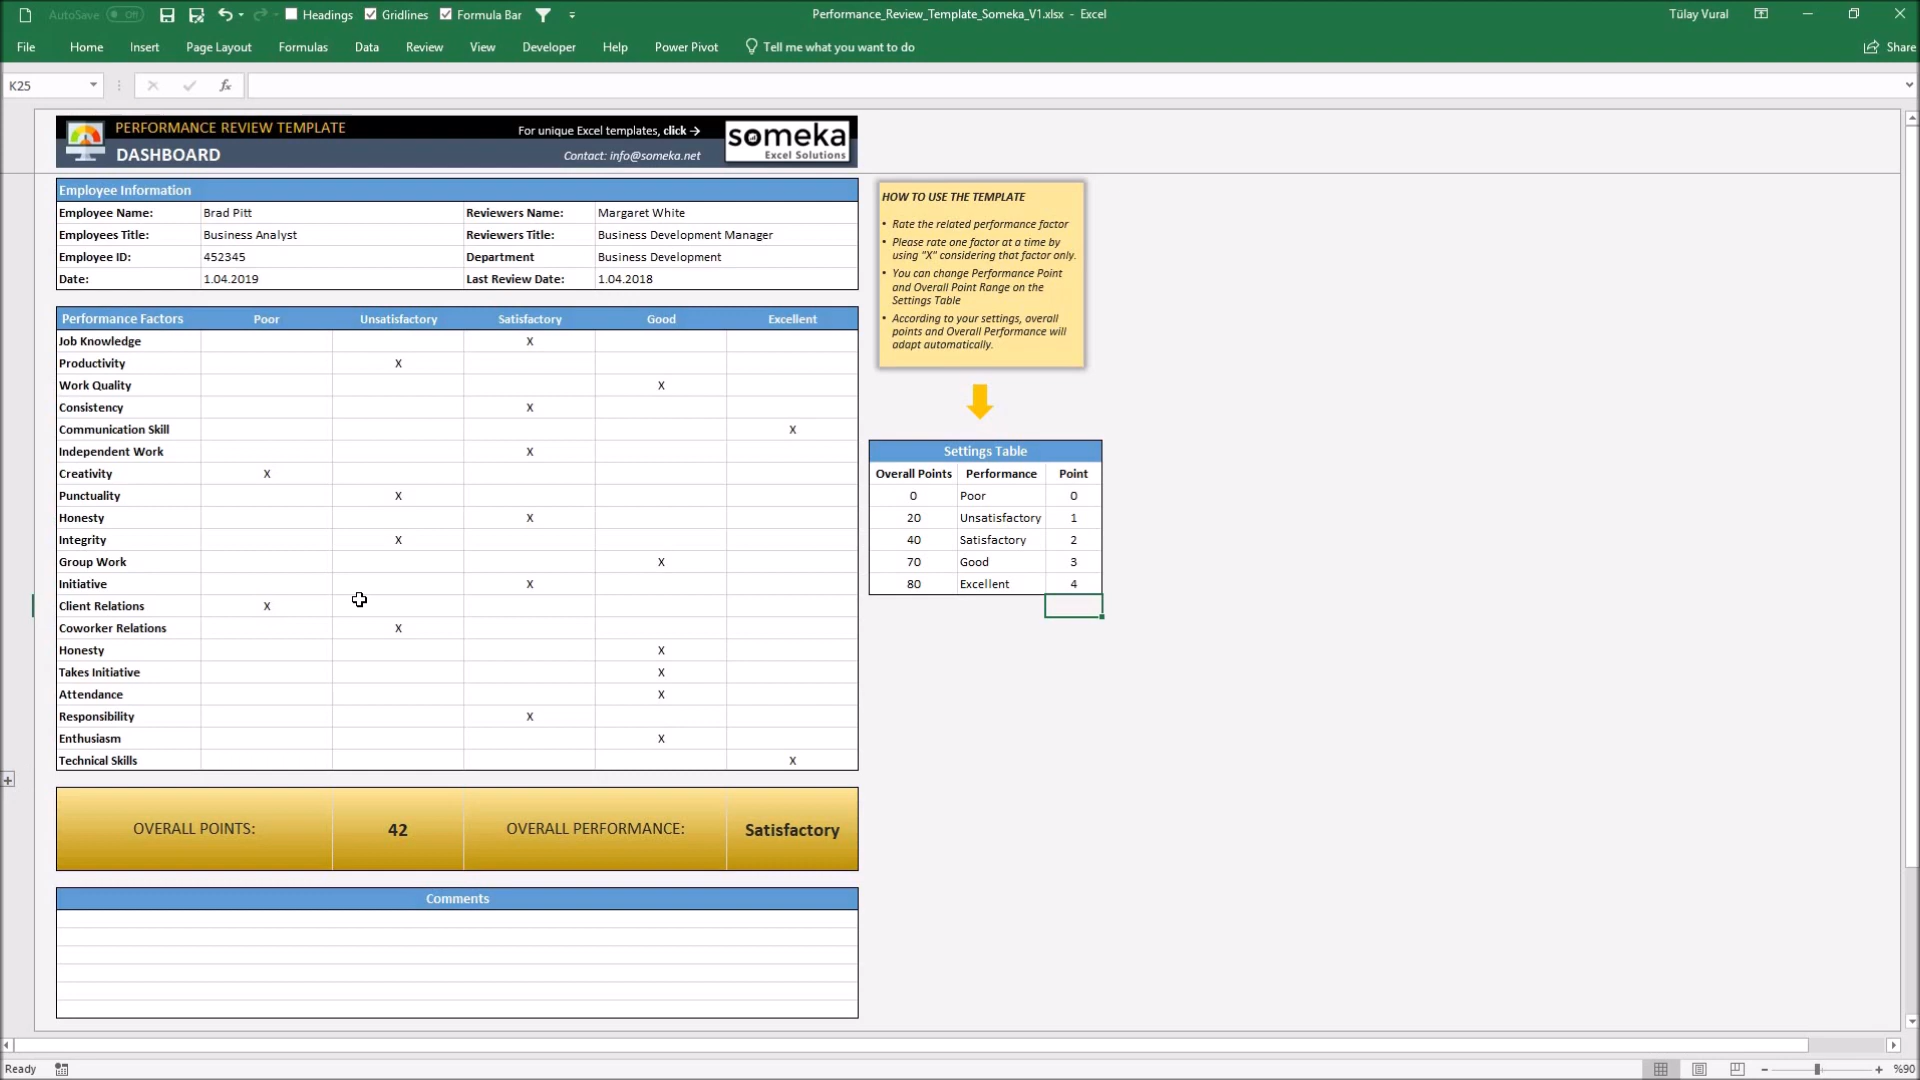 AutoSave Off Headings Gridlines Formula Bar Performance_Review_Template_Someka_V1.xlsx - Excel Tülay Vural
File Home Insert Page Layout Formulas Data Review View Developer Help Power Pivot Tell me what you want to do Share
K25 fx
PERFORMANCE REVIEW TEMPLATE For unique Excel templates, click → someka
DASHBOARD Contact: info@someka.net Excel Solutions
Employee Information
Employee Name: Brad Pitt Reviewers Name: Margaret White
Employees Title: Business Analyst Reviewers Title: Business Development Manager
Employee ID: 452345 Department Business Development
Date: 1.04.2019 Last Review Date: 1.04.2018
Performance Factors Poor Unsatisfactory Satisfactory Good Excellent
Job Knowledge X
Productivity X
Work Quality X
Consistency X
Communication Skill X
Independent Work X
Creativity X
Punctuality X
Honesty X
Integrity X
Group Work X
Initiative X
Client Relations X
Coworker Relations X
Honesty X
Takes Initiative X
Attendance X
Responsibility X
Enthusiasm X
Technical Skills X
OVERALL POINTS: 42 OVERALL PERFORMANCE: Satisfactory
Comments
HOW TO USE THE TEMPLATE
• Rate the related performance factor
• Please rate one factor at a time by
using "X" considering that factor only.
• You can change Performance Point
and Overall Point Range on the
Settings Table
• According to your settings, overall
points and Overall Performance will
adapt automatically.
Settings Table
Overall Points Performance Point
0 Poor 0
20 Unsatisfactory 1
40 Satisfactory 2
70 Good 3
80 Excellent 4
Ready %90